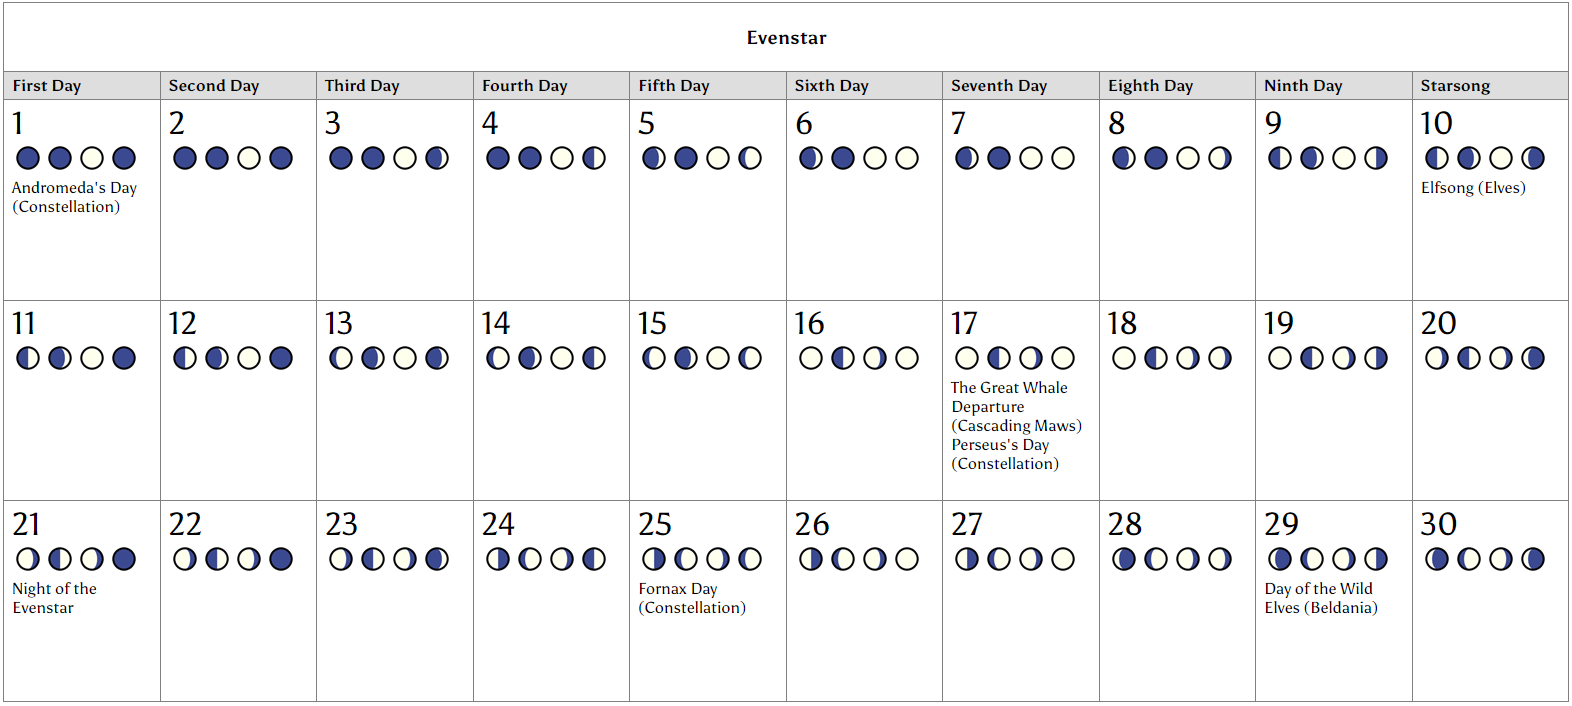 Evenstar
First Day Second Day Third Day Fourth Day Fifth Day Sixth Day Seventh Day Eighth Day Ninth Day Starsong
1 2 3 4 5 6 7 8 9 10
Andromeda's Day
(Constellation)
Elfsong (Elves)
11 12 13 14 15 16 17 18 19 20
The Great Whale
Departure
(Cascading Maws)
Perseus's Day
(Constellation)
21 22 23 24 25 26 27 28 29 30
Night of the
Evenstar
Fornax Day
(Constellation)
Day of the Wild
Elves (Beldania)